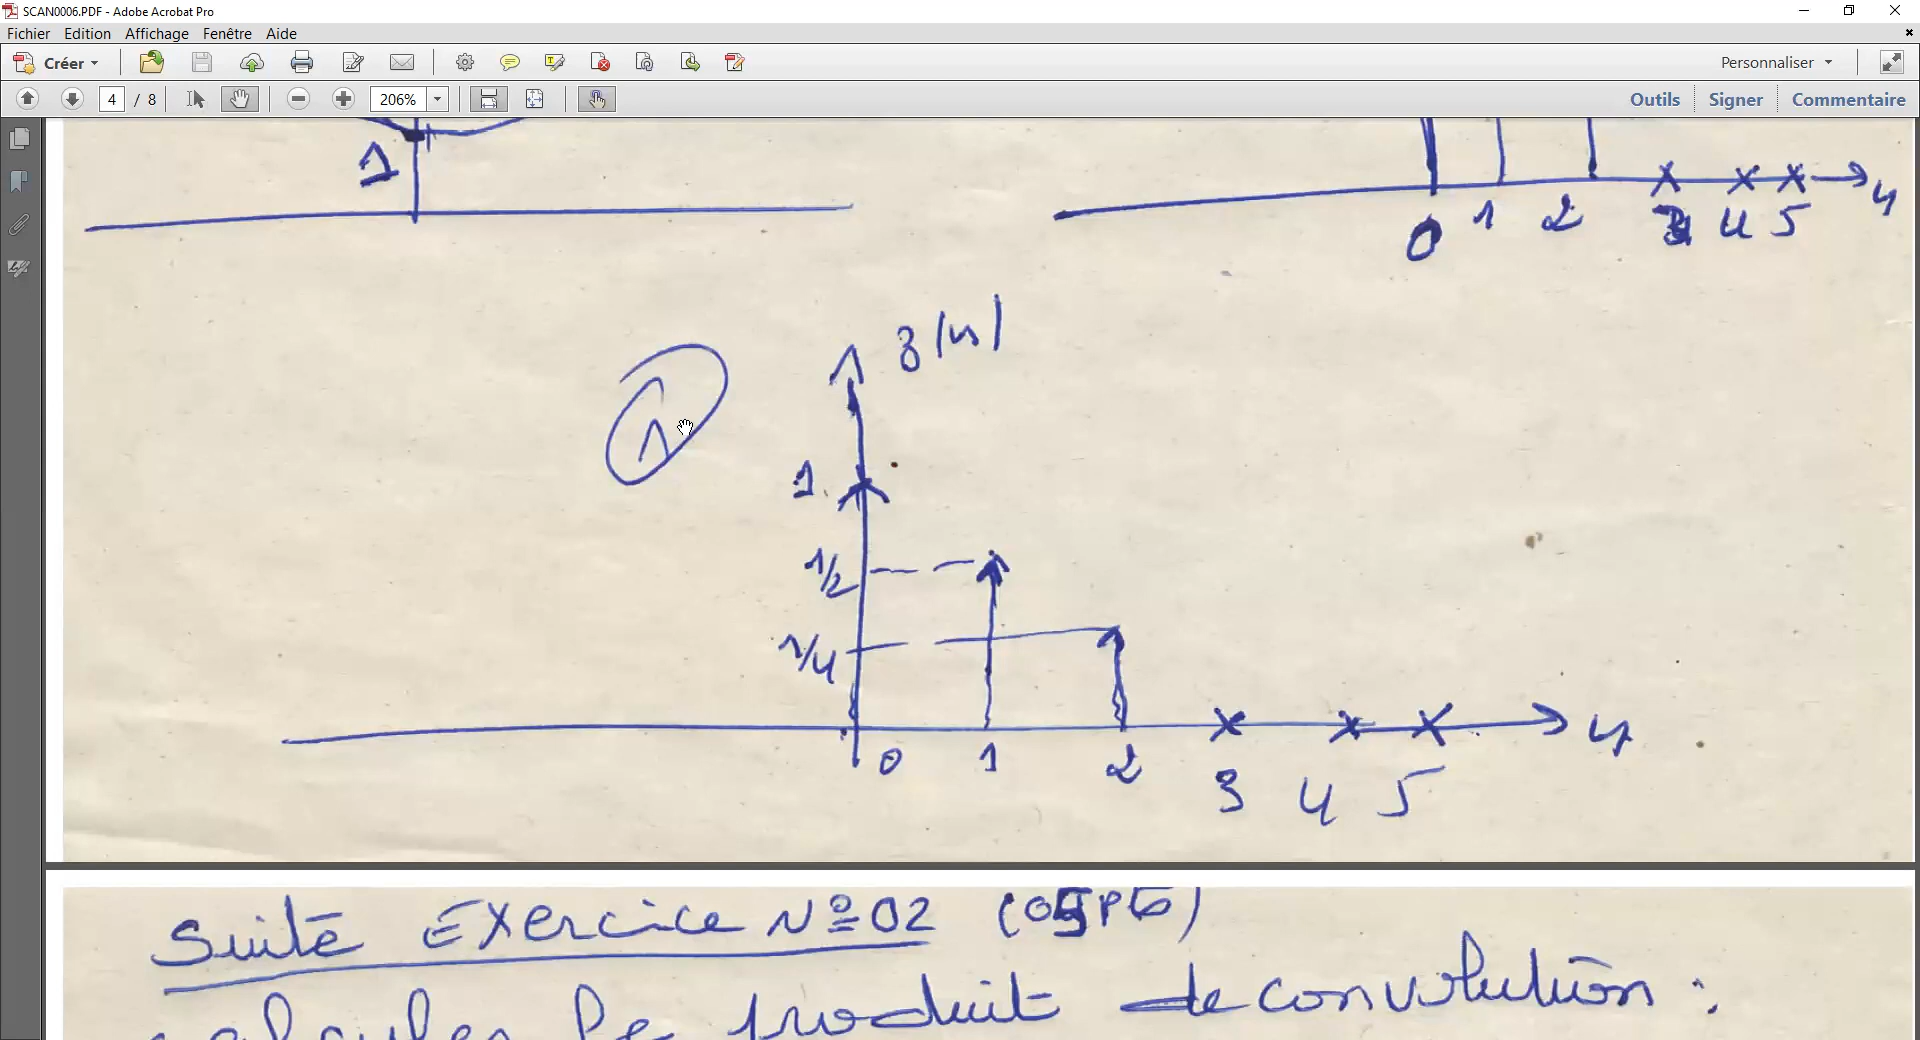 SCAN0006.PDF - Adobe Acrobat Pro
Fichier Edition Affichage Fenêtre Aide
Créer
Personnaliser
4 / 8
206%
Outils Signer Commentaire
1
0 1 2 3 4 5 n
z(n)
1
1
1/2
1/4
0 1 2 3 4 5 n
Suite Exercice N°02 (05pts)
calculer le produit de convolution :